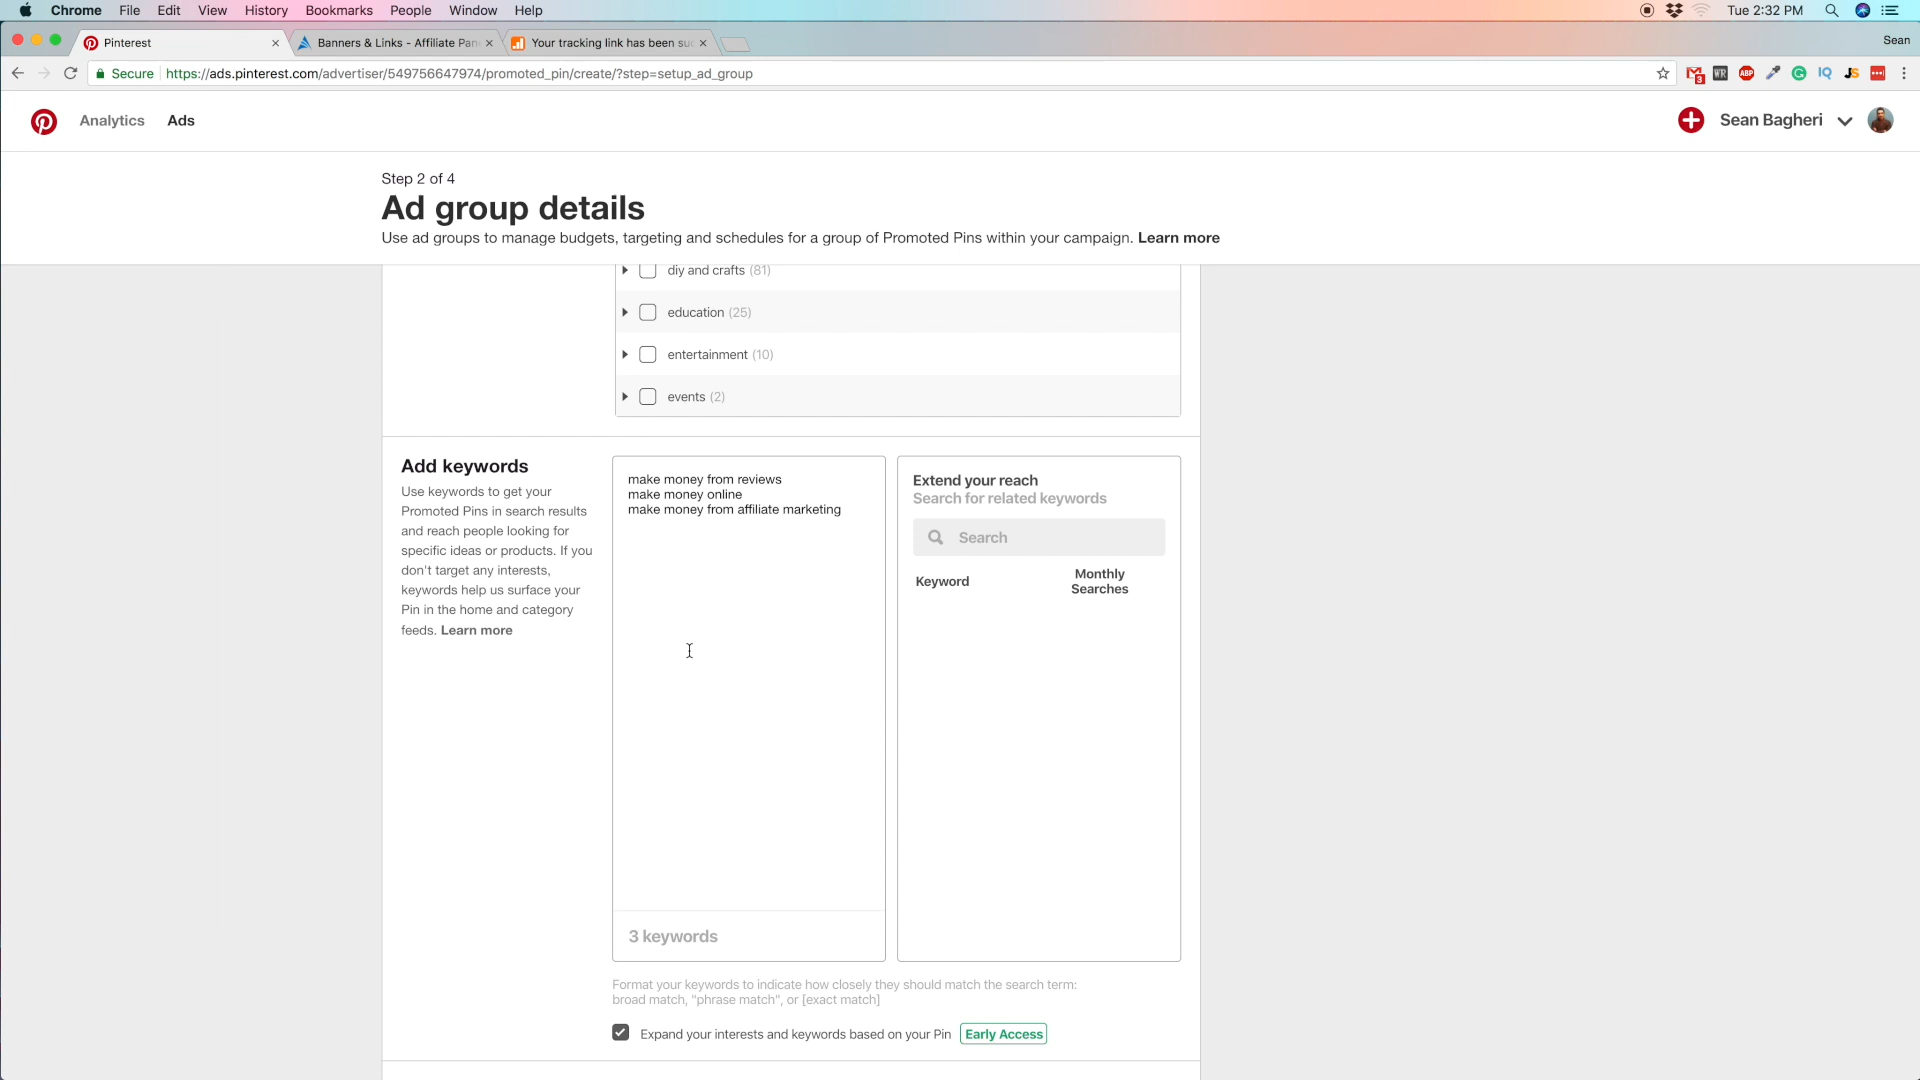 Chrome File Edit View History Bookmarks People Window Help Tue 2:32 PM
Pinterest Banners & Links - Affiliate Pan Your tracking link has been suc Sean
Secure https://ads.pinterest.com/advertiser/549756647974/promoted_pin/create/?step=setup_ad_group 3 WR ABP IQ JS
Analytics Ads Sean Bagheri
Step 2 of 4
Ad group details
Use ad groups to manage budgets, targeting and schedules for a group of Promoted Pins within your campaign. Learn more
diy and crafts (81)
education (25)
entertainment (10)
events (2)
Add keywords
Use keywords to get your
Promoted Pins in search results
and reach people looking for
specific ideas or products. If you
don't target any interests,
keywords help us surface your
Pin in the home and category
feeds. Learn more
make money from reviews
make money online
make money from affiliate marketing
3 keywords
Extend your reach
Search for related keywords
Search
Keyword
Monthly
Searches
Format your keywords to indicate how closely they should match the search term:
broad match, "phrase match", or [exact match]
Expand your interests and keywords based on your Pin Early Access